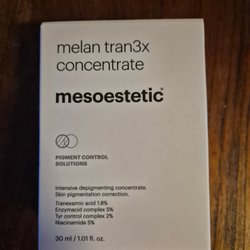 melan tran3x
concentrate
mesoestetic®
PIGMENT CONTROL
SOLUTIONS
Intensive depigmenting concentrate.
Skin pigmentation correction.
Tranexamic acid 1.8%
Enzymacid complex 5%
Tyr control complex 2%
Niacinamide 5%
30 ml / 1.01 fl. oz.